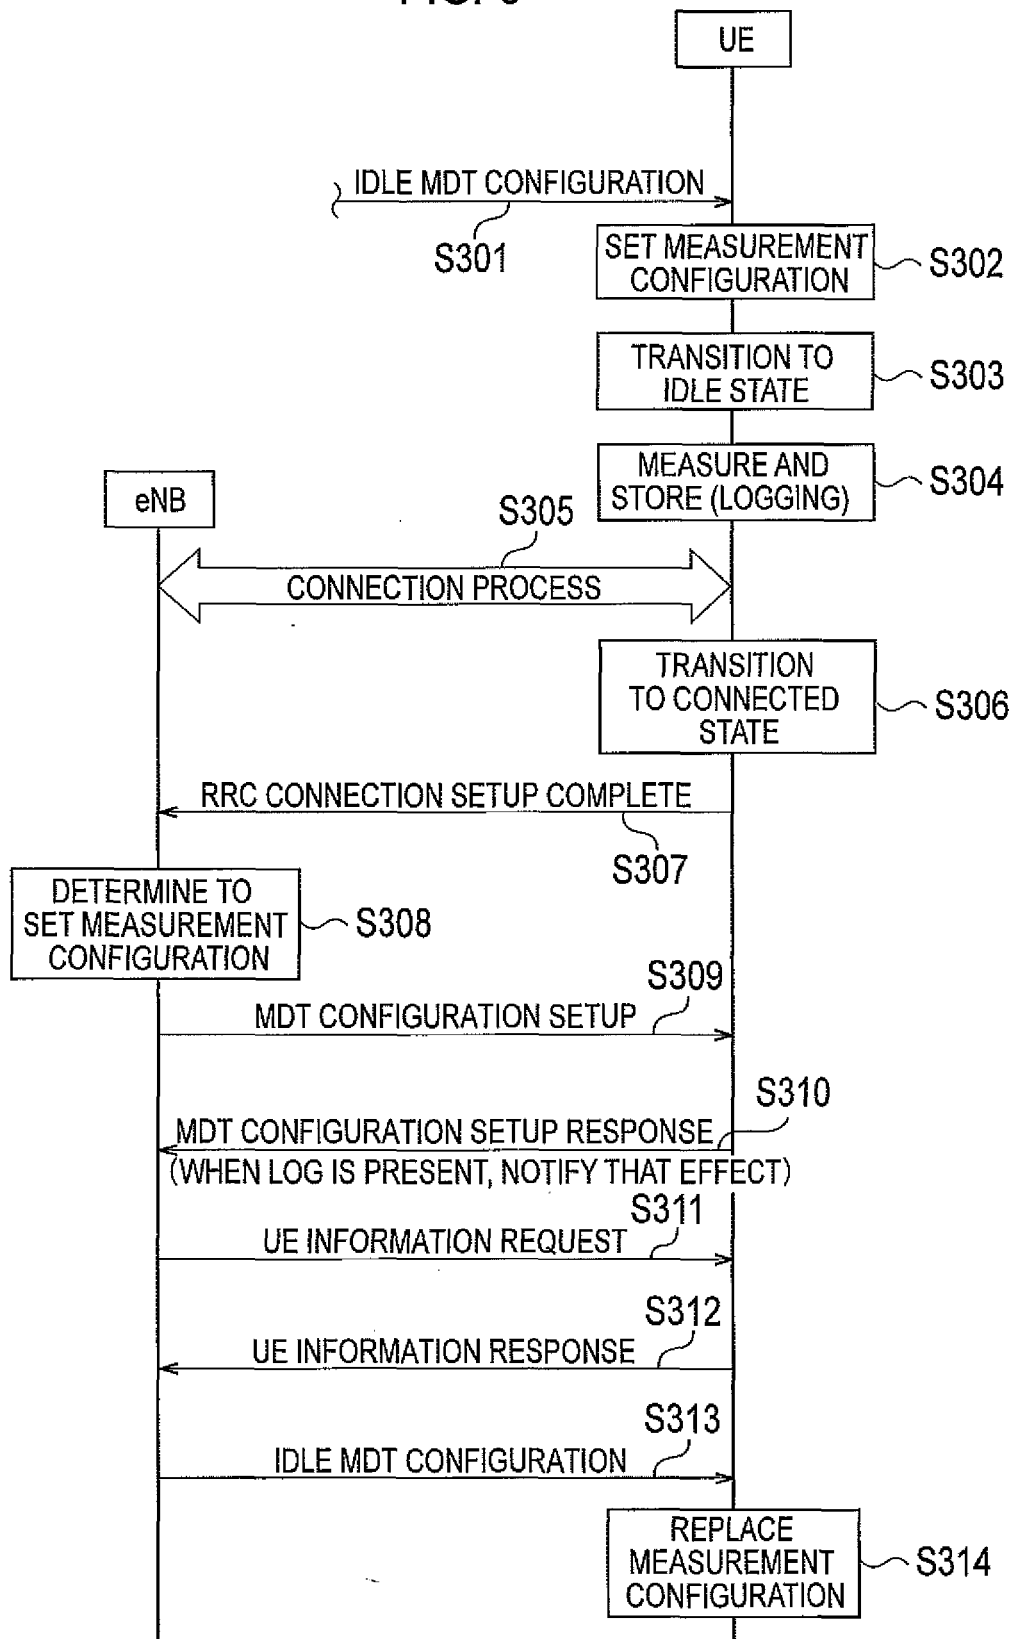 UE
IDLE MDT CONFIGURATION
S301
SET MEASUREMENT
CONFIGURATION
S302
TRANSITION TO
IDLE STATE
S303
MEASURE AND
STORE (LOGGING)
S304
eNB
S305
CONNECTION PROCESS
TRANSITION
TO CONNECTED
STATE
S306
RRC CONNECTION SETUP COMPLETE
S307
DETERMINE TO
SET MEASUREMENT
CONFIGURATION
S308
S309
MDT CONFIGURATION SETUP
S310
MDT CONFIGURATION SETUP RESPONSE
(WHEN LOG IS PRESENT, NOTIFY THAT EFFECT)
S311
UE INFORMATION REQUEST
S312
UE INFORMATION RESPONSE
S313
IDLE MDT CONFIGURATION
REPLACE
MEASUREMENT
CONFIGURATION
S314